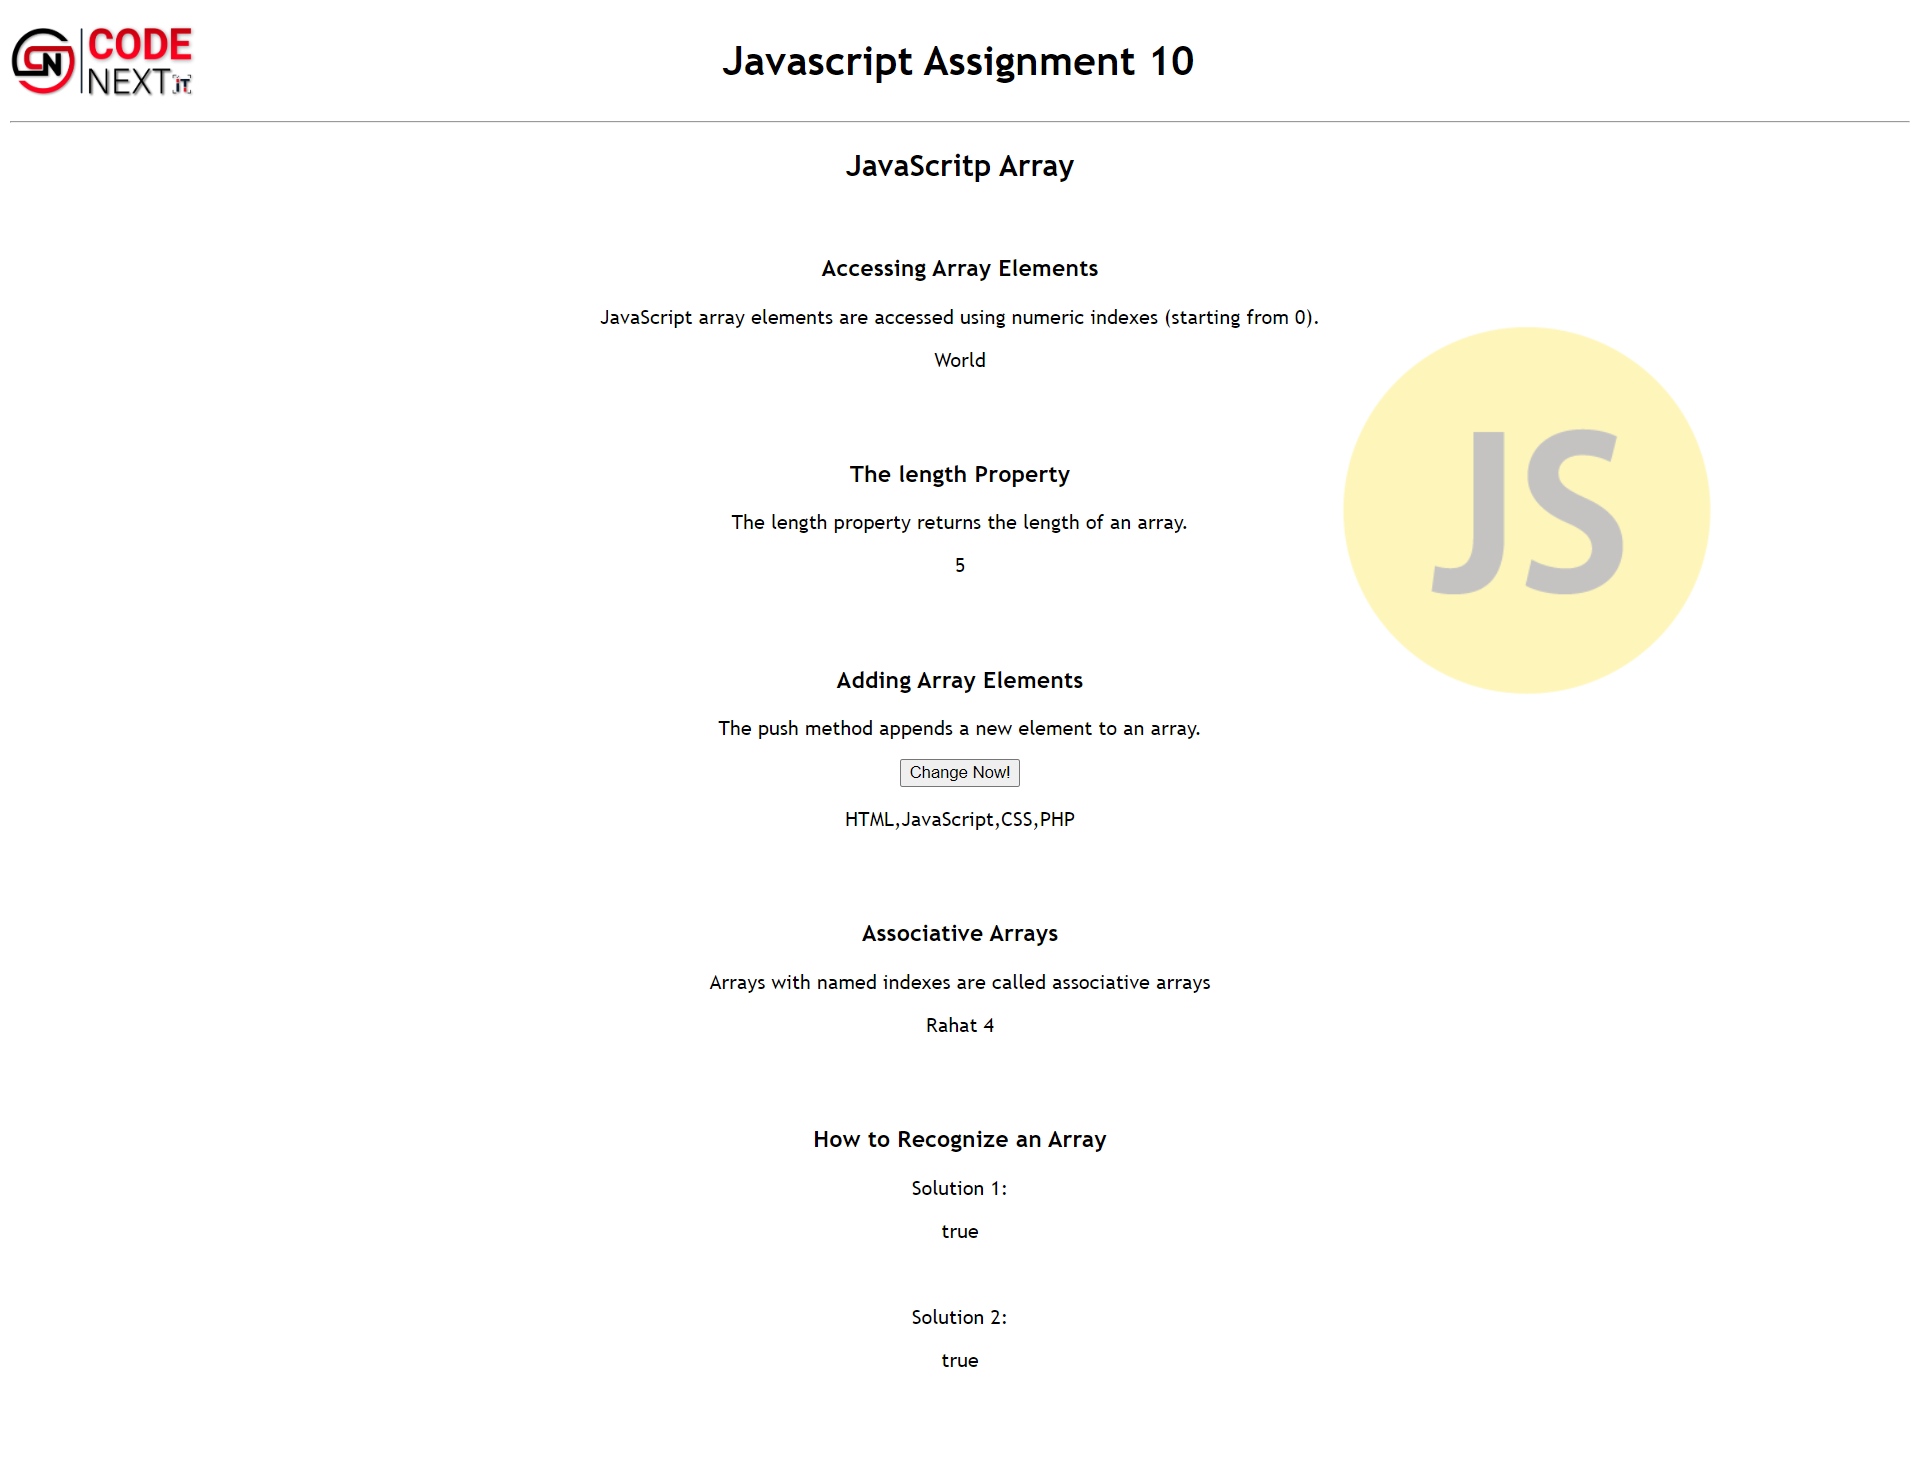 CODE
NEXT iT
Javascript Assignment 10
JavaScritp Array
Accessing Array Elements
JavaScript array elements are accessed using numeric indexes (starting from 0).
World
JS
The length Property
The length property returns the length of an array.
5
Adding Array Elements
The push method appends a new element to an array.
Change Now!
HTML,JavaScript,CSS,PHP
Associative Arrays
Arrays with named indexes are called associative arrays
Rahat 4
How to Recognize an Array
Solution 1:
true
Solution 2:
true